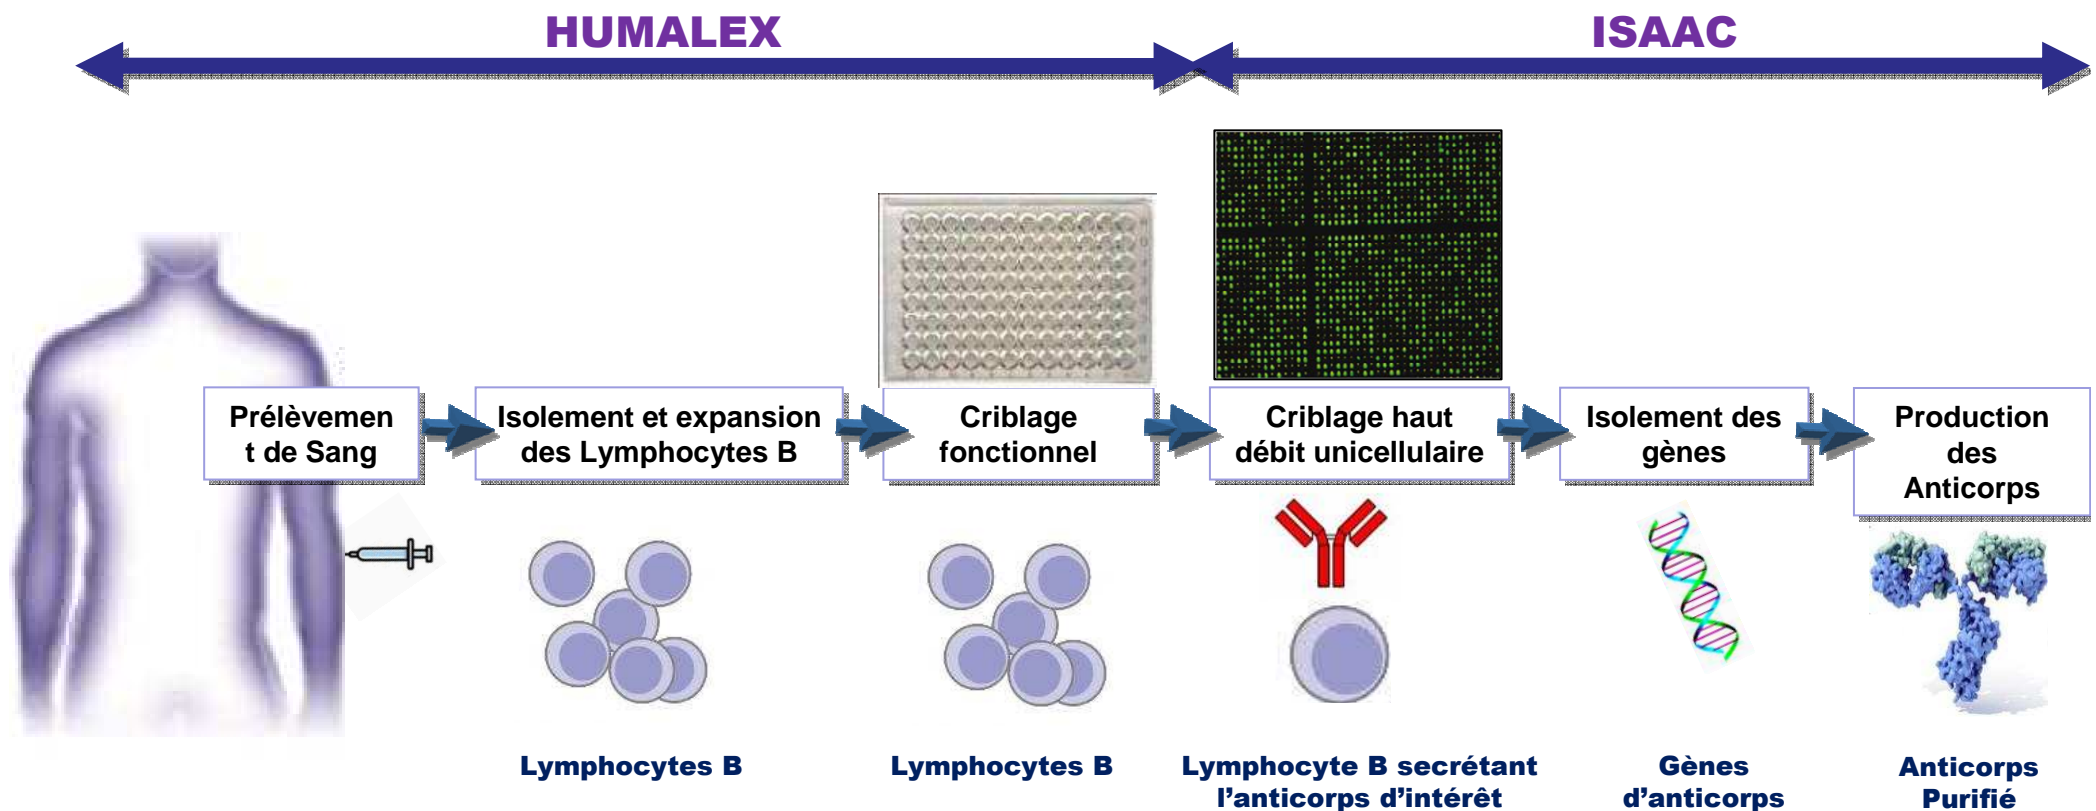 HUMALEX
ISAAC
Prélèvemen
t de Sang
Isolement et expansion
des Lymphocytes B
Criblage
fonctionnel
Criblage haut
débit unicellulaire
Isolement des
gènes
Production
des
Anticorps
Lymphocytes B
Lymphocytes B
Lymphocyte B secrétant
l’anticorps d’intérêt
Gènes
d’anticorps
Anticorps
Purifié